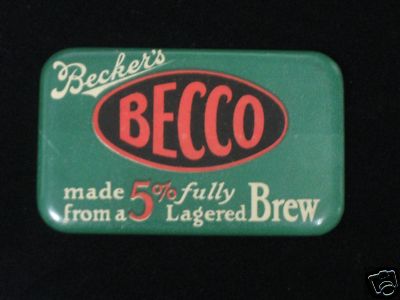 Becker's
BECCO
made 5% fully
from a Lagered Brew